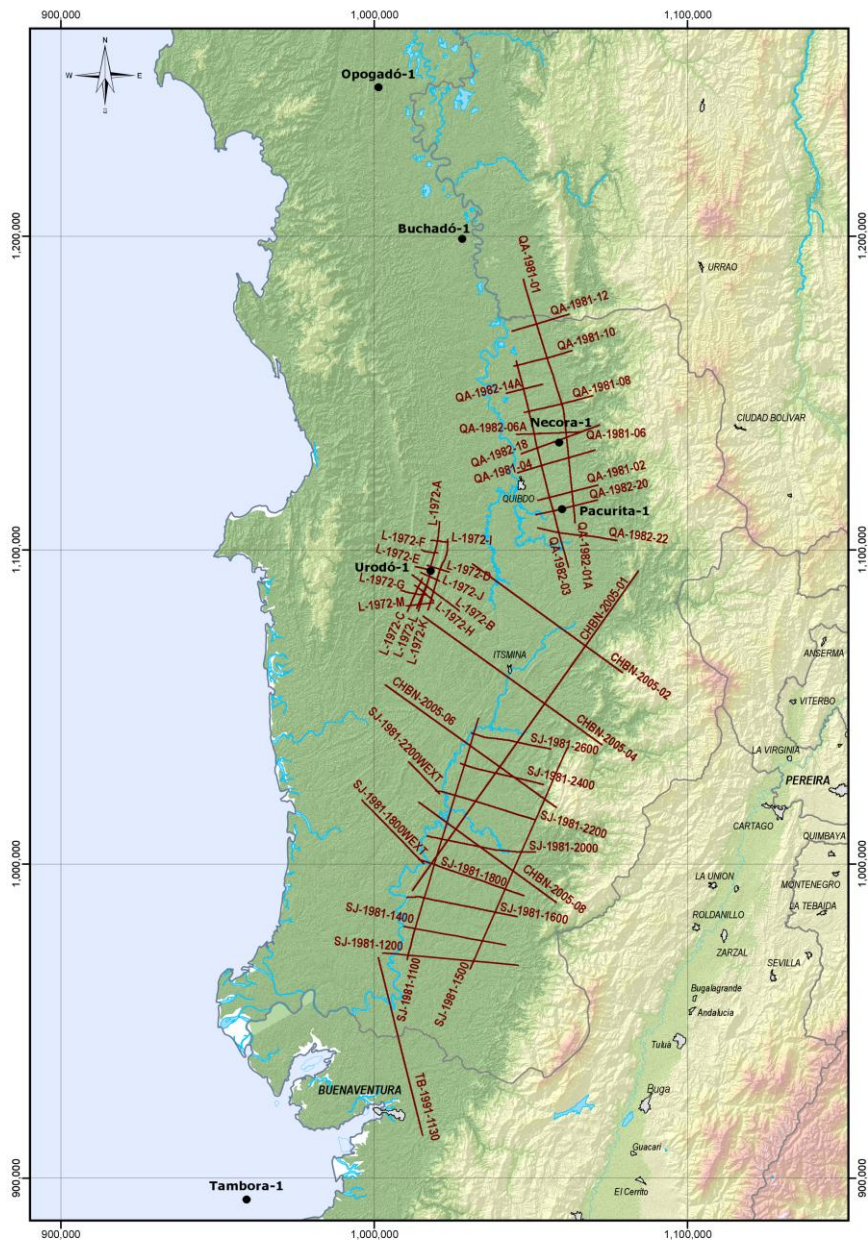 900,000
1,000,000
1,100,000
N
W
E
S
Opogadó-1
1,200,000
1,200,000
Buchadó-1
URRAO
QA-1981-01
QA-1981-12
QA-1981-10
QA-1982-14A
QA-1981-08
CIUDAD BOLÍVAR
Necora-1
QA-1982-06A
QA-1981-06
QA-1982-18
QA-1981-04
QA-1981-02
QUIBDO
QA-1982-20
Pacurita-1
QA-1982-22
QA-1982-01A
QA-1982-03
L-1972-A
L-1972-F
L-1972-I
L-1972-E
1,100,000
1,100,000
Urodó-1
L-1972-D
L-1972-G
L-1972-J
L-1972-M
L-1972-B
L-1972-H
L-1972-C
L-1972-L
L-1972-K
CHBN-2005-01
ITSMINA
ANSERMA
CHBN-2005-02
VITERBO
CHBN-2005-06
CHBN-2005-04
SJ-1981-2600
LA VIRGINIA
SJ-1981-2200WEXT
SJ-1981-2400
PEREIRA
CARTAGO
SJ-1981-2200
SJ-1981-1800WEXT
SJ-1981-2000
QUIMBAYA
1,000,000
1,000,000
SJ-1981-1800
CHBN-2005-08
LA UNION
MONTENEGRO
LA TEBAIDA
SJ-1981-1400
SJ-1981-1600
ROLDANILLO
ZARZAL
SJ-1981-1200
SEVILLA
SJ-1981-1100
SJ-1981-1500
Bugalagrande
Andalucia
Tulua
TB-1991-1130
BUENAVENTURA
Buga
Guacari
El Cerrito
900,000
900,000
Tambora-1
900,000
1,000,000
1,100,000